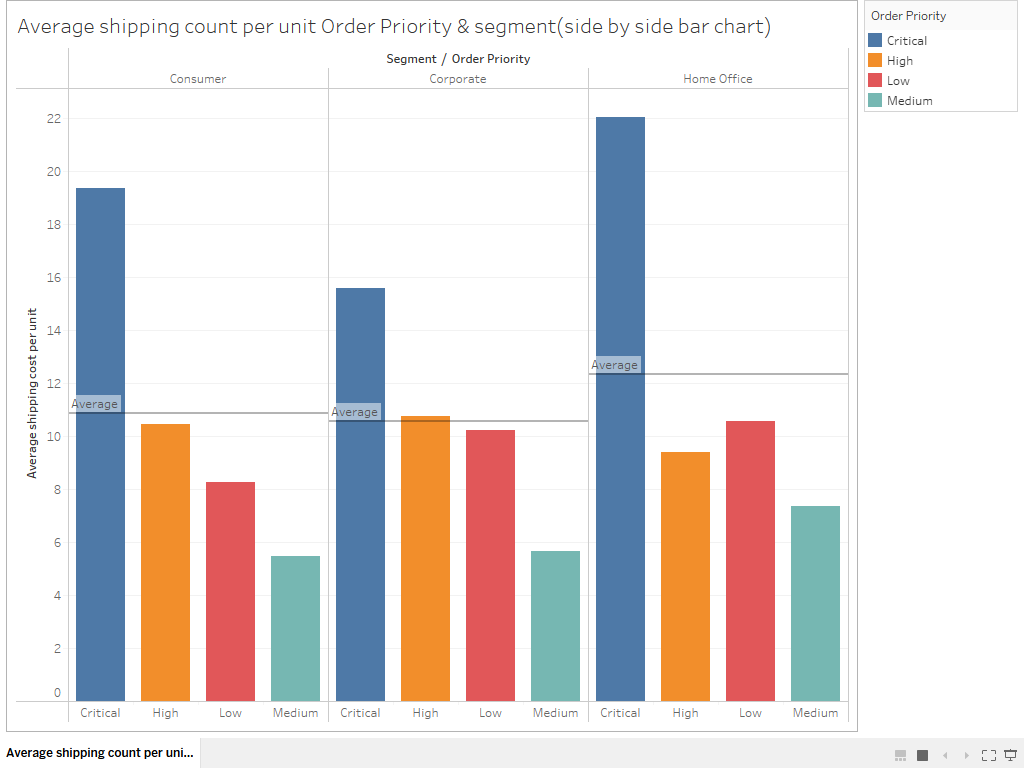 Average shipping count per unit Order Priority & segment(side by side bar chart)
Order Priority
Critical
High
Low
Medium
Segment / Order Priority
Consumer Corporate Home Office
Average shipping cost per unit
22
20
18
16
14
12
10
8
6
4
2
0
Average
Average
Average
Critical High Low Medium Critical High Low Medium Critical High Low Medium
Average shipping count per uni...